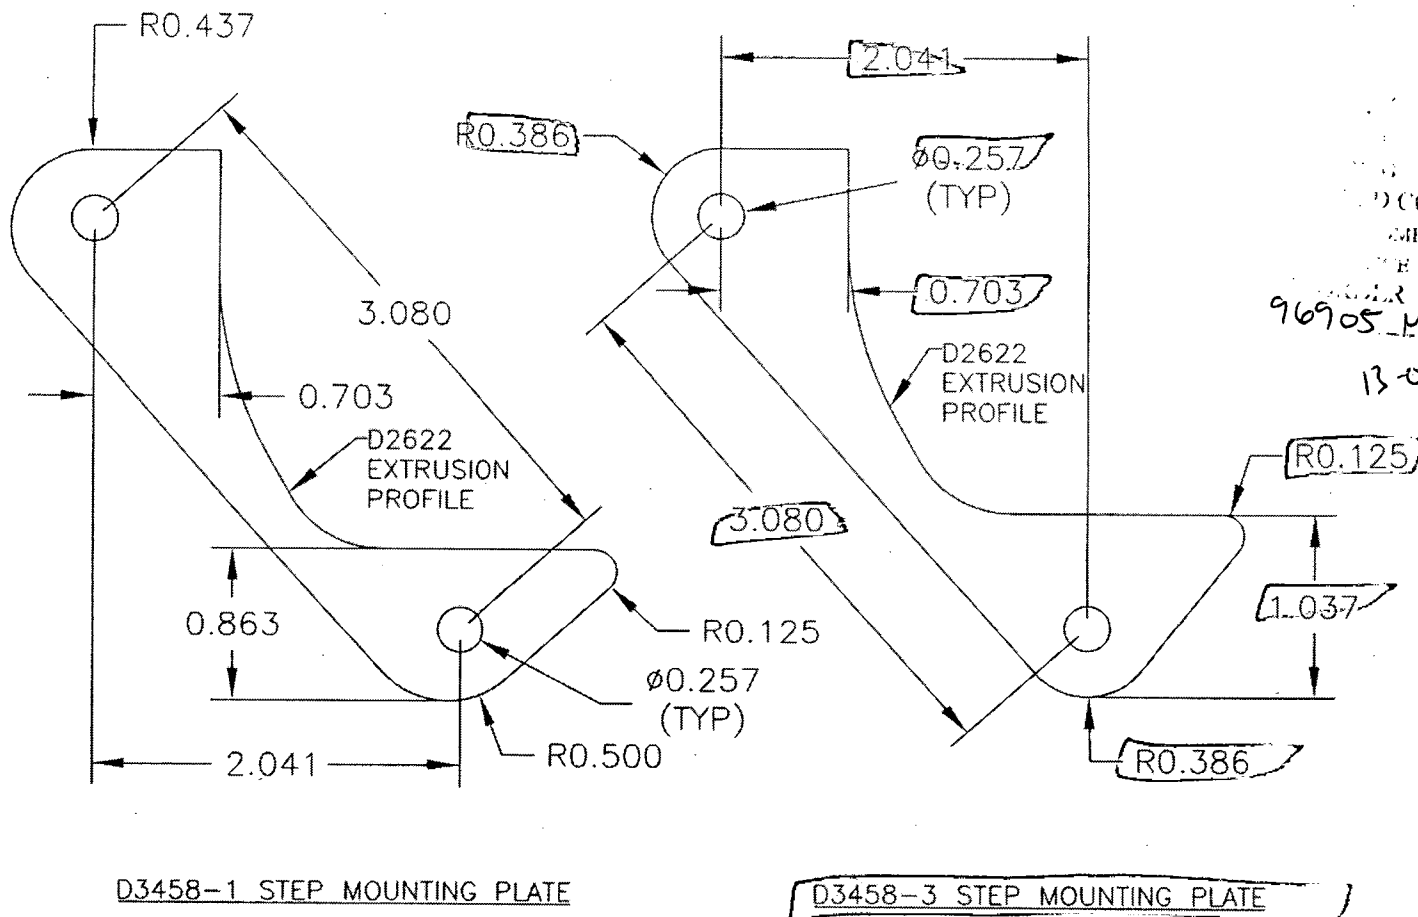 R0.437
3.080
0.703
D2622
EXTRUSION
PROFILE
0.863
R0.125
Ø0.257
(TYP)
R0.500
2.041
D3458-1 STEP MOUNTING PLATE
2.041
R0.386
Ø0.257
(TYP)
0.703
D2622
EXTRUSION
PROFILE
R0.125
3.080
1.037
R0.386
D3458-3 STEP MOUNTING PLATE
96905